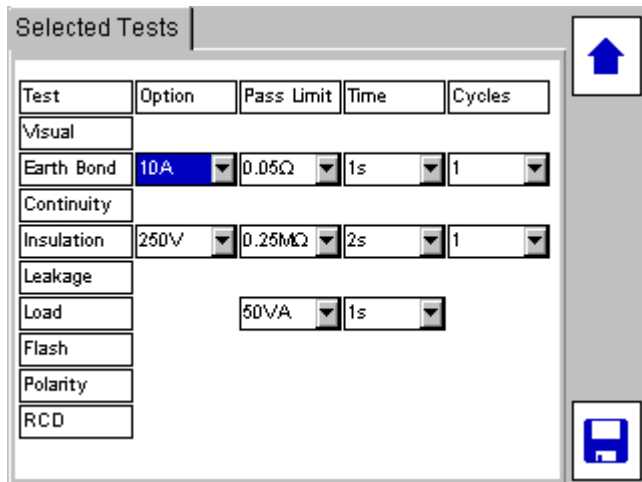 Selected Tests
Test Option Pass Limit Time Cycles
Visual
Earth Bond 10A 0.05Ω 1s 1
Continuity
Insulation 250V 0.25MΩ 2s 1
Leakage
Load 50VA 1s
Flash
Polarity
RCD